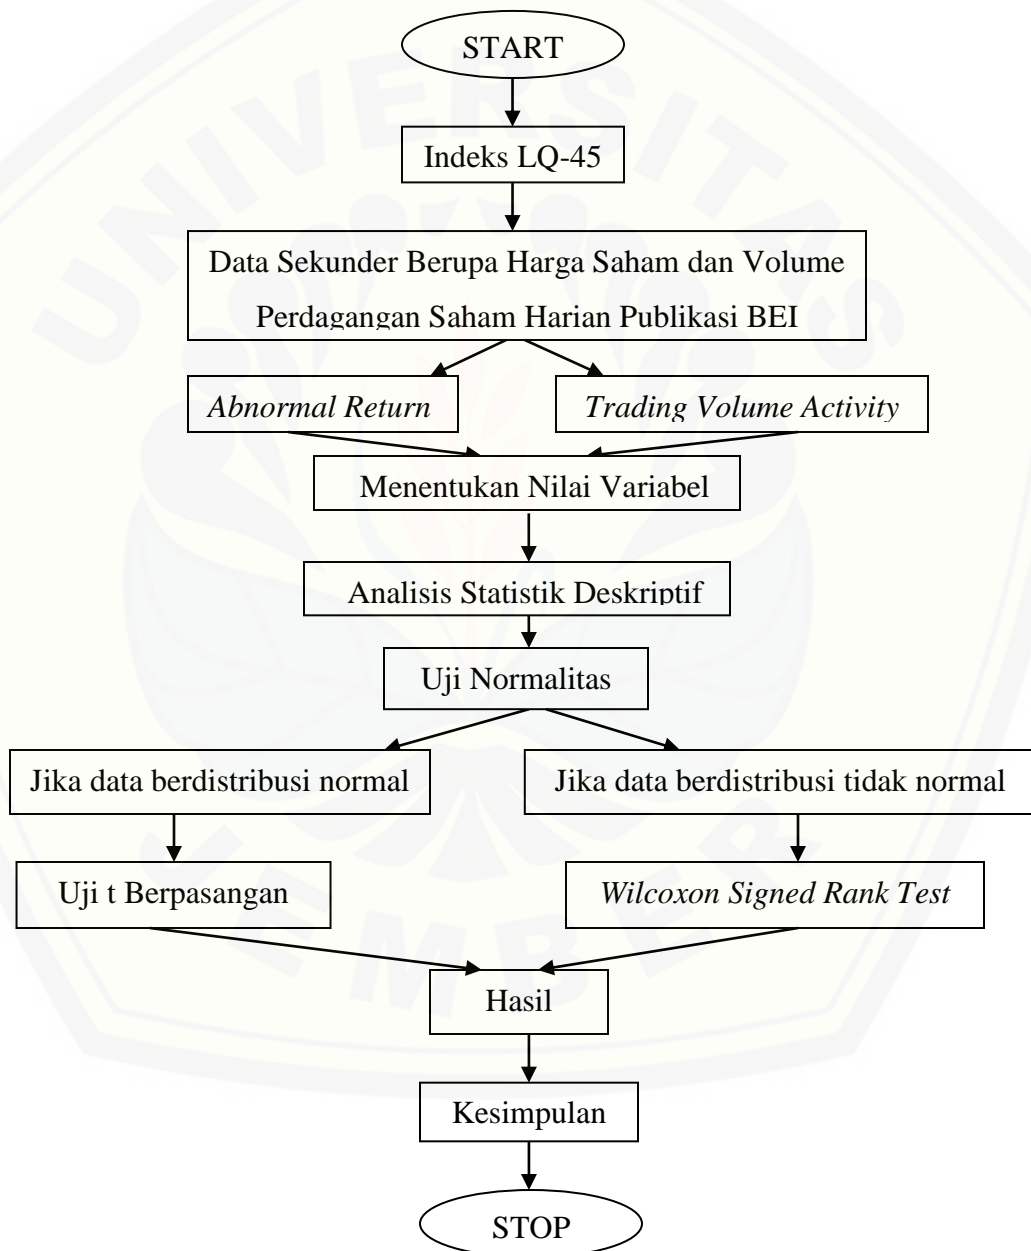 START
Indeks LQ-45
Data Sekunder Berupa Harga Saham dan Volume
Perdagangan Saham Harian Publikasi BEI
Abnormal Return
Trading Volume Activity
Menentukan Nilai Variabel
Analisis Statistik Deskriptif
Uji Normalitas
Jika data berdistribusi normal
Jika data berdistribusi tidak normal
Uji t Berpasangan
Wilcoxon Signed Rank Test
Hasil
Kesimpulan
STOP
UNIVERSITAS
JEMBER